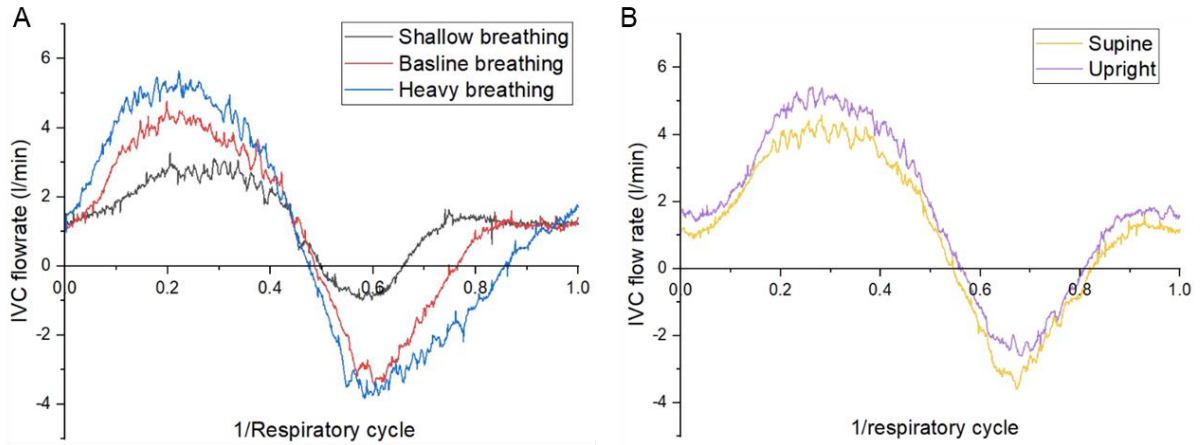 A
Shallow breathing
Basline breathing
Heavy breathing
IVC flowrate (l/min)
6
4
2
0
-2
-4
0.0
0.2
0.4
0.6
0.8
1.0
1/Respiratory cycle
B
Supine
Upright
IVC flow rate (l/min)
6
4
2
0
-2
-4
0.0
0.2
0.4
0.6
0.8
1.0
1/respiratory cycle